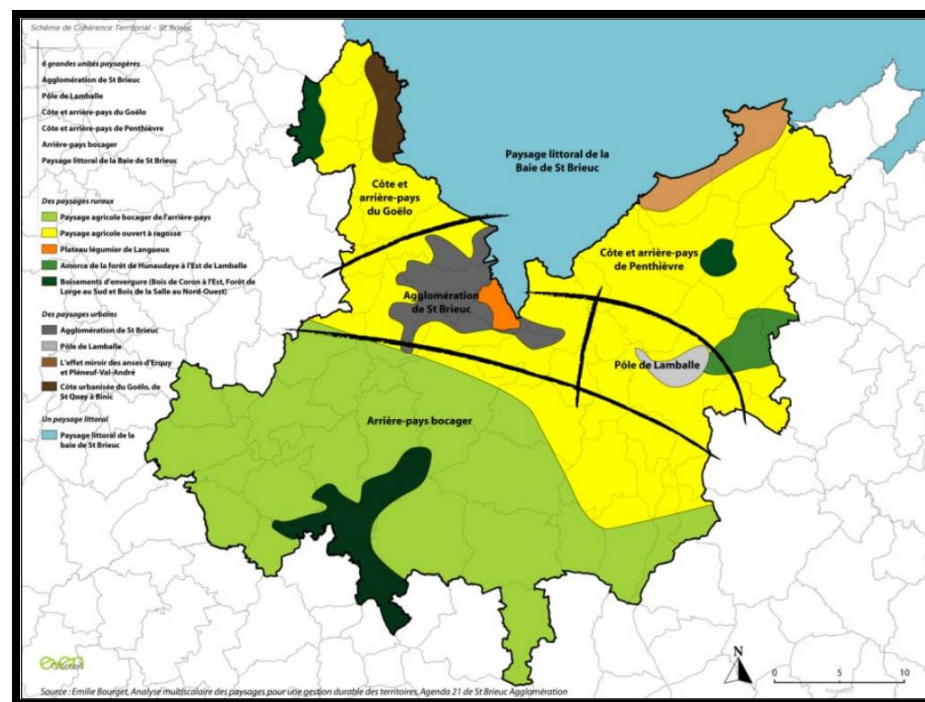 Schéma de Cohérence Territorial - St Brieuc
6 grandes unités paysagères
Agglomération de St Brieuc
Pôle de Lamballe
Côte et arrière-pays du Goëlo
Côte et arrière-pays de Penthièvre
Arrière-pays bocager
Paysage littoral de la Baie de St Brieuc
Des paysages ruraux
Paysage agricole bocager de l'arrière-pays
Paysage agricole ouvert à ragosse
Plateau légumier de Langueux
Amorce de la forêt de Hunaudaye à l'Est de Lamballe
Boisements d'envergure (Bois de Coron à l'Est, Forêt de
Lorge au Sud et Bois de la Salle au Nord-Ouest)
Des paysages urbains
Agglomération de St Brieuc
Pôle de Lamballe
L'effet miroir des anses d'Erquy
et Pléneuf-Val-André
Côte urbanisée du Goëlo, de
St Quay à Binic
Un paysage littoral
Paysage littoral de la
baie de St Brieuc
Paysage littoral de la
Baie de St Brieuc
Côte et
arrière-pays
du Goëlo
Côte et arrière-pays
de Penthièvre
Agglomération
de St Brieuc
Pôle de Lamballe
Arrière-pays bocager
N
0 5 10
even
Conseil
Source : Emilie Bourget, Analyse multiscalaire des paysages pour une gestion durable des territoires, Agenda 21 de St Brieuc Agglomération